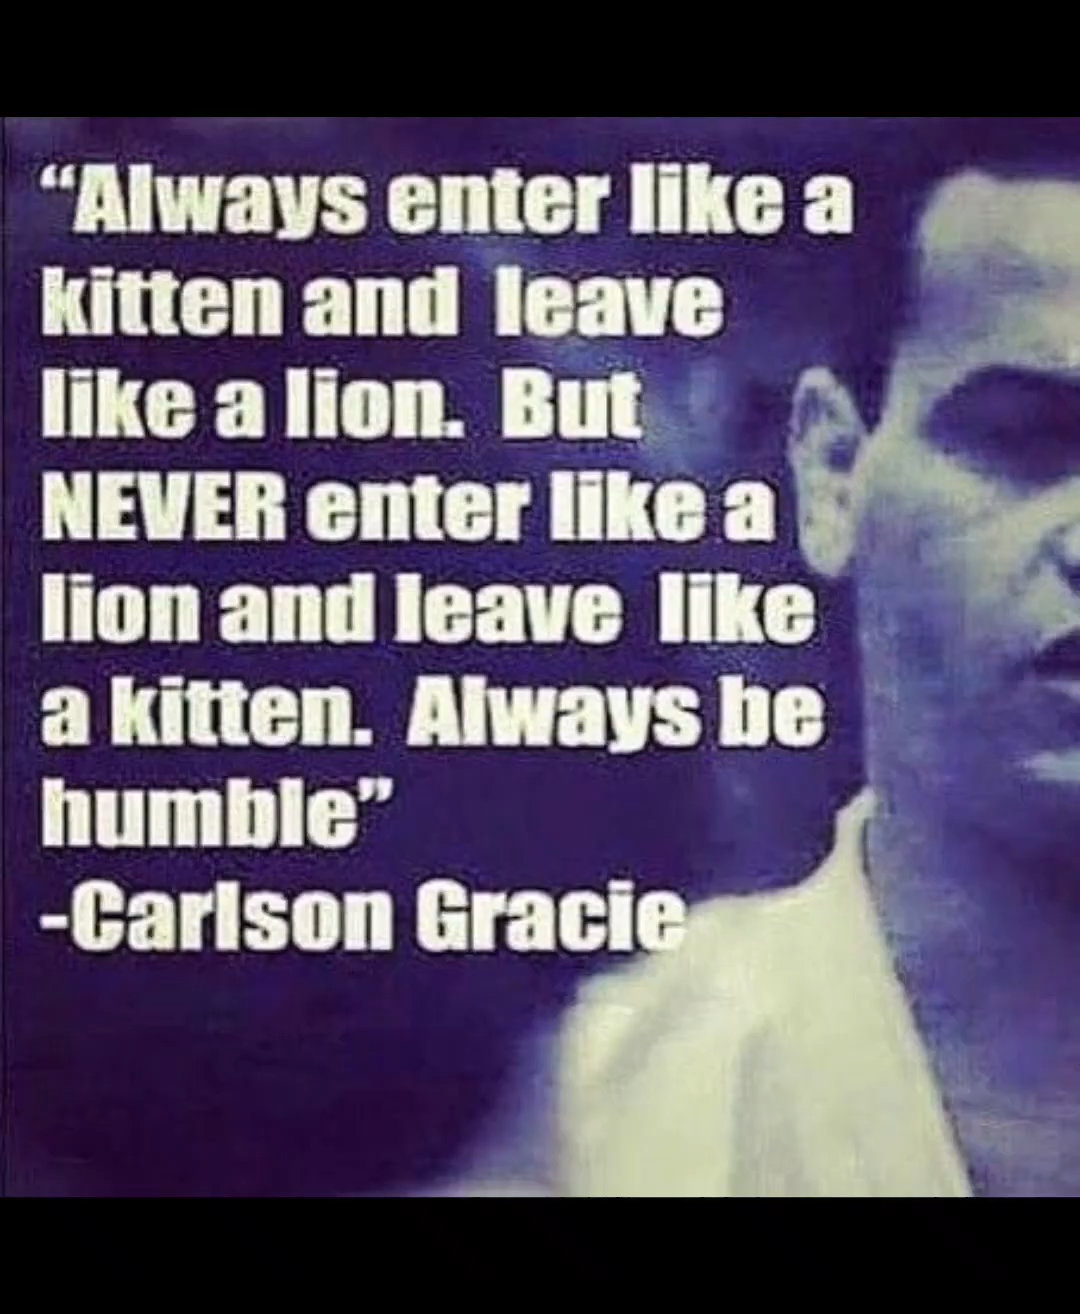 “Always enter like a
kitten and leave
like a lion. But
NEVER enter like a
lion and leave like
a kitten. Always be
humble”
-Carlson Gracie